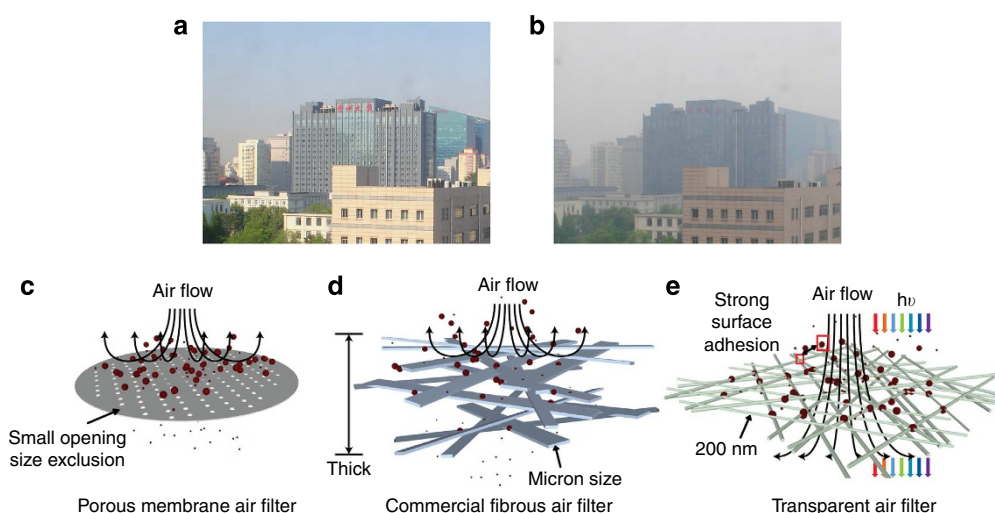 a
b
c
Air flow
Small opening
size exclusion
Porous membrane air filter
d
Air flow
Thick
Micron size
Commercial fibrous air filter
e
Strong
surface
adhesion
Air flow
hυ
200 nm
Transparent air filter